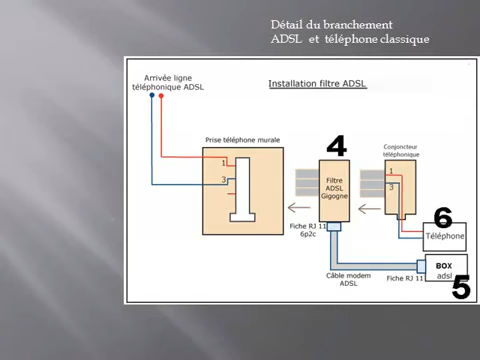 Détail du branchement
ADSL et téléphone classique
Arrivée ligne
téléphonique ADSL
Installation filtre ADSL
Prise téléphone murale
4
Conjoncteur
téléphonique
1
3
Filtre
ADSL
Gigogne
1
3
6
Téléphone
Fiche RJ 11
6p2c
BOX
adsl
5
Câble modem
ADSL
Fiche RJ 11